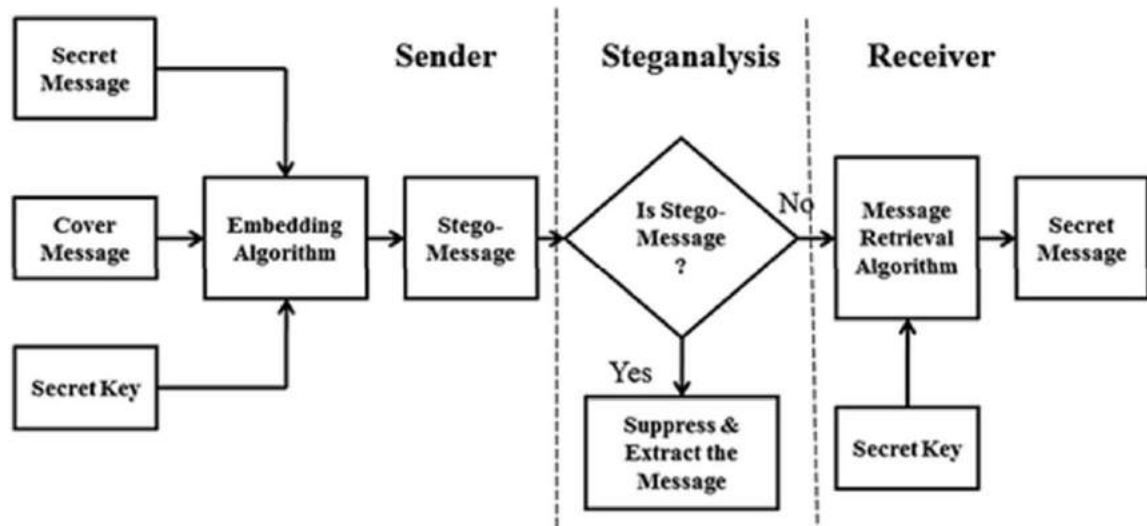 Secret
Message
Sender
Steganalysis
Receiver
Cover
Message
Embedding
Algorithm
Stego-
Message
Is Stego-
Message
?
No
Message
Retrieval
Algorithm
Secret
Message
Secret Key
Yes
Suppress &
Extract the
Message
Secret Key